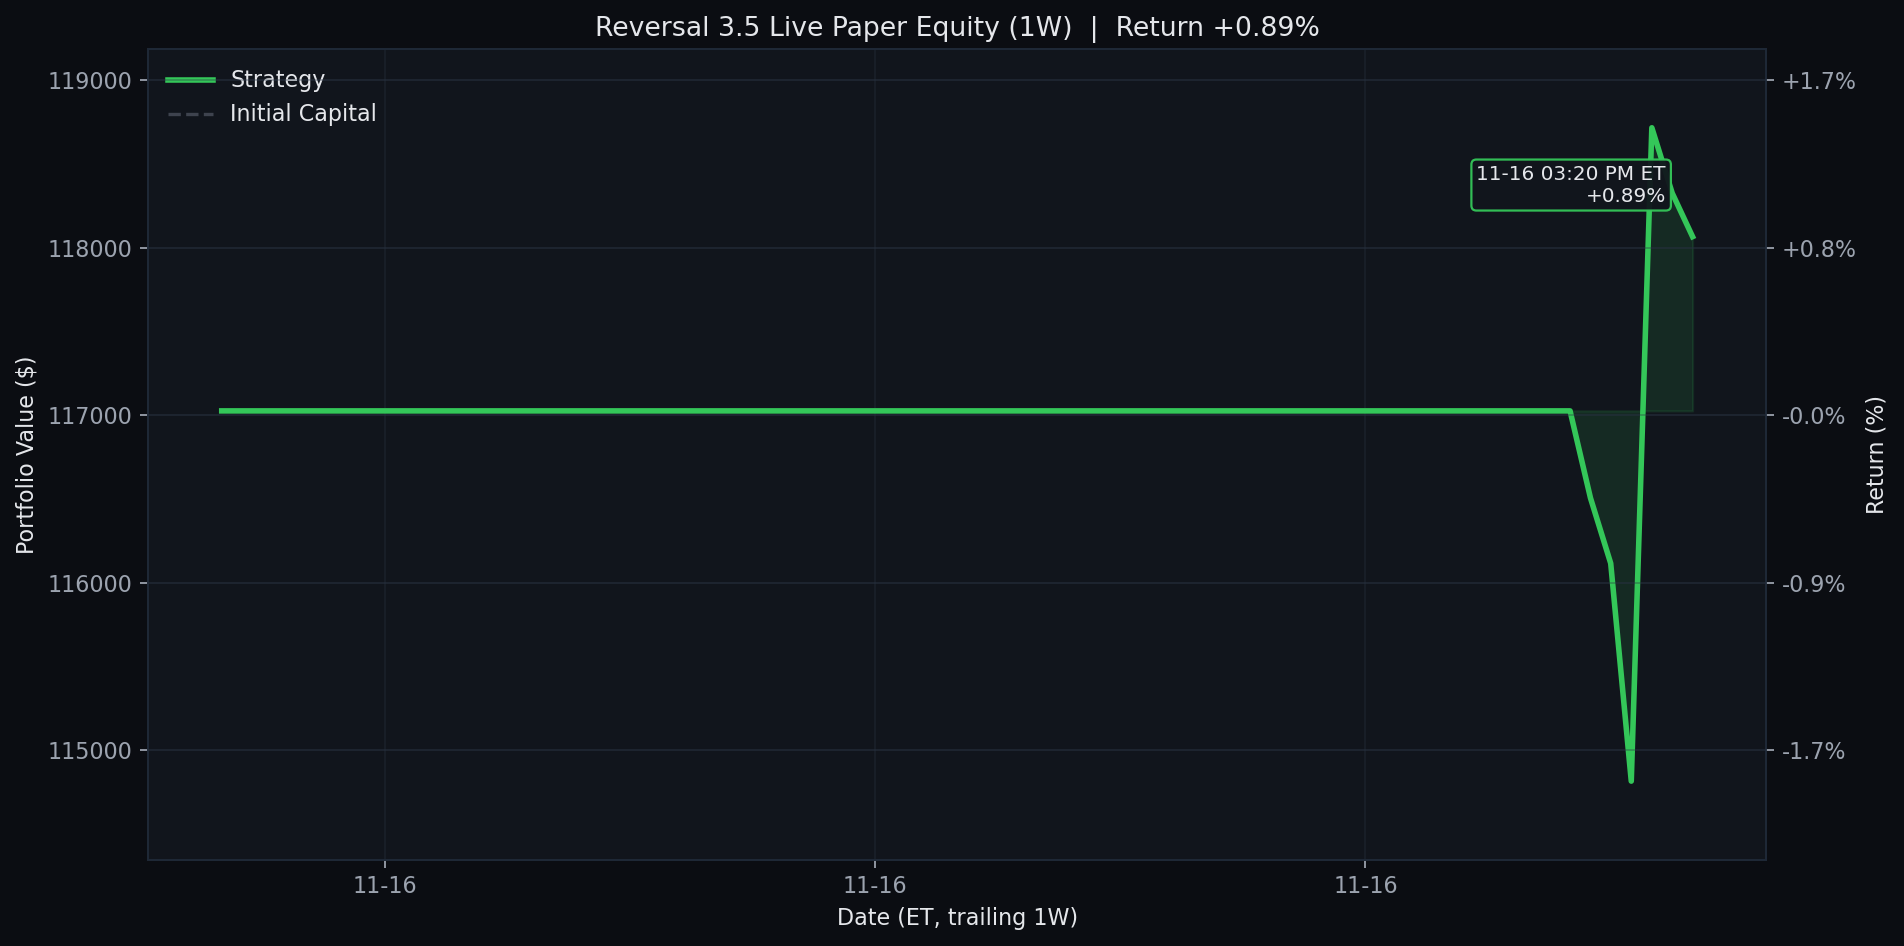 Reversal 3.5 Live Paper Equity (1W)  |  Return +0.89%
Strategy
Initial Capital
11-16 03:20 PM ET
+0.89%
Portfolio Value ($)
119000
118000
117000
116000
115000
+1.7%
+0.8%
-0.0%
-0.9%
-1.7%
Return (%)
11-16
11-16
11-16
Date (ET, trailing 1W)